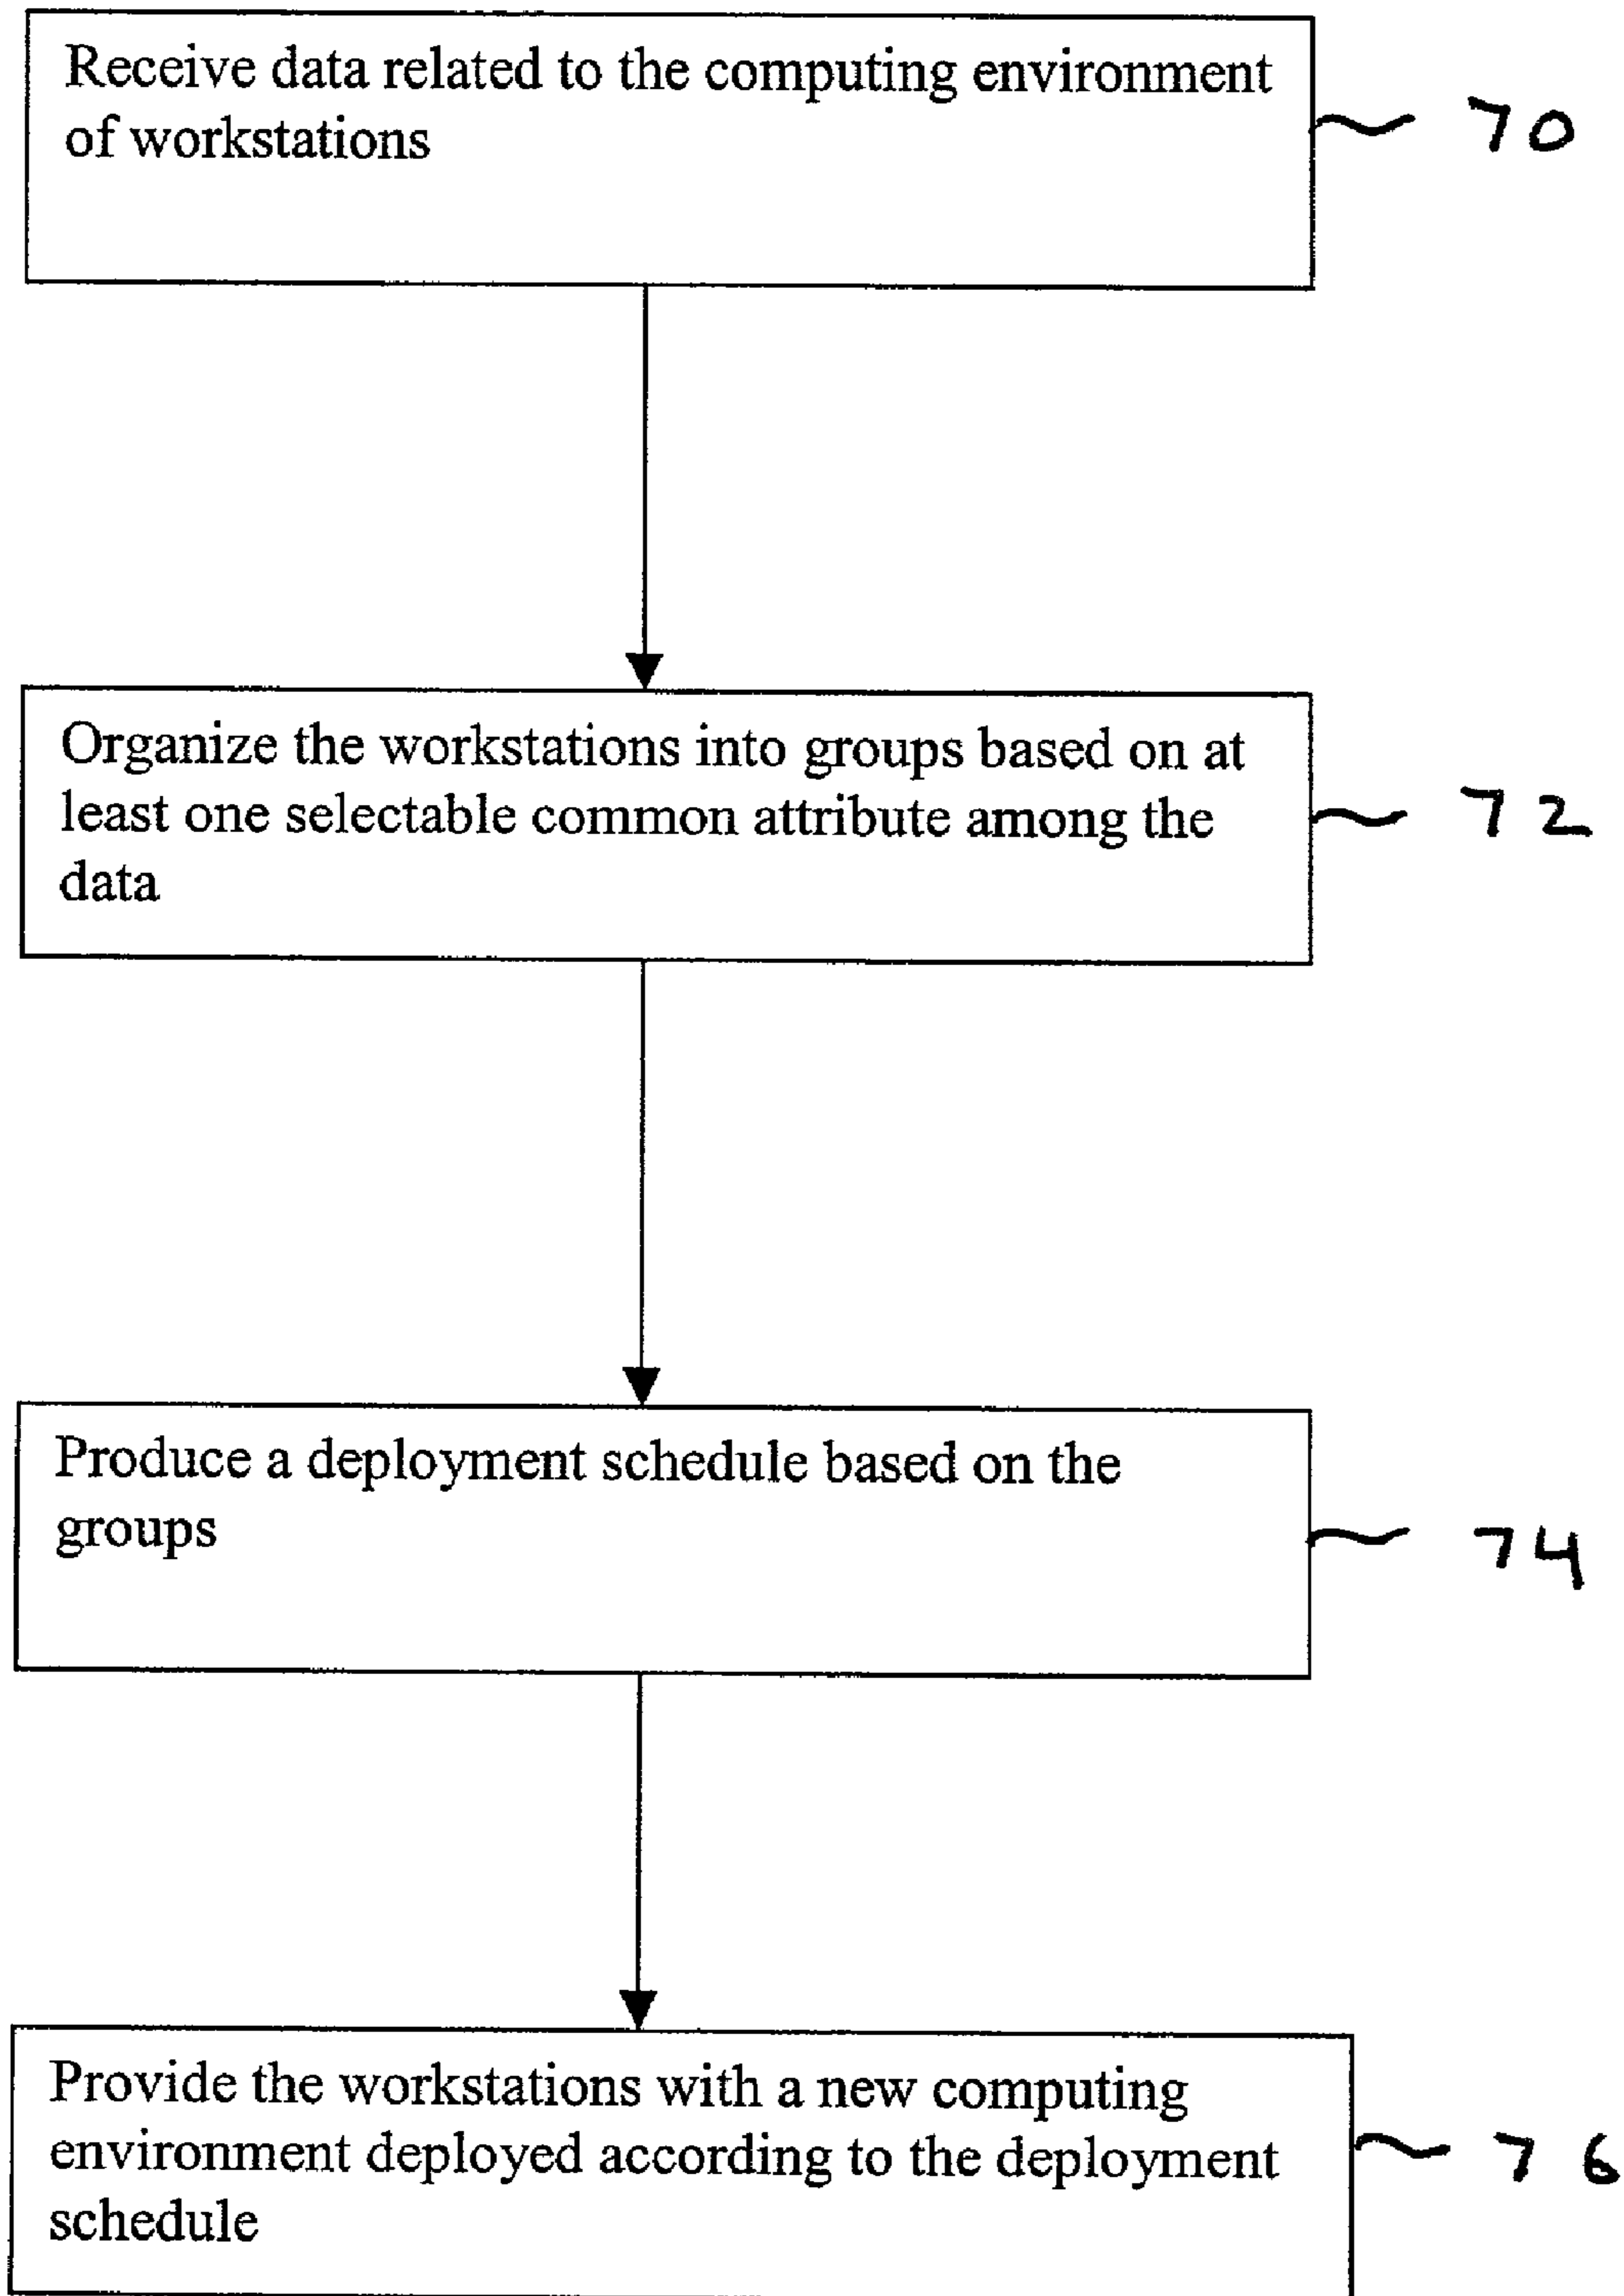 Receive data related to the computing environment
of workstations
70
Organize the workstations into groups based on at
least one selectable common attribute among the
data
72
Produce a deployment schedule based on the
groups
74
Provide the workstations with a new computing
environment deployed according to the deployment
schedule
76